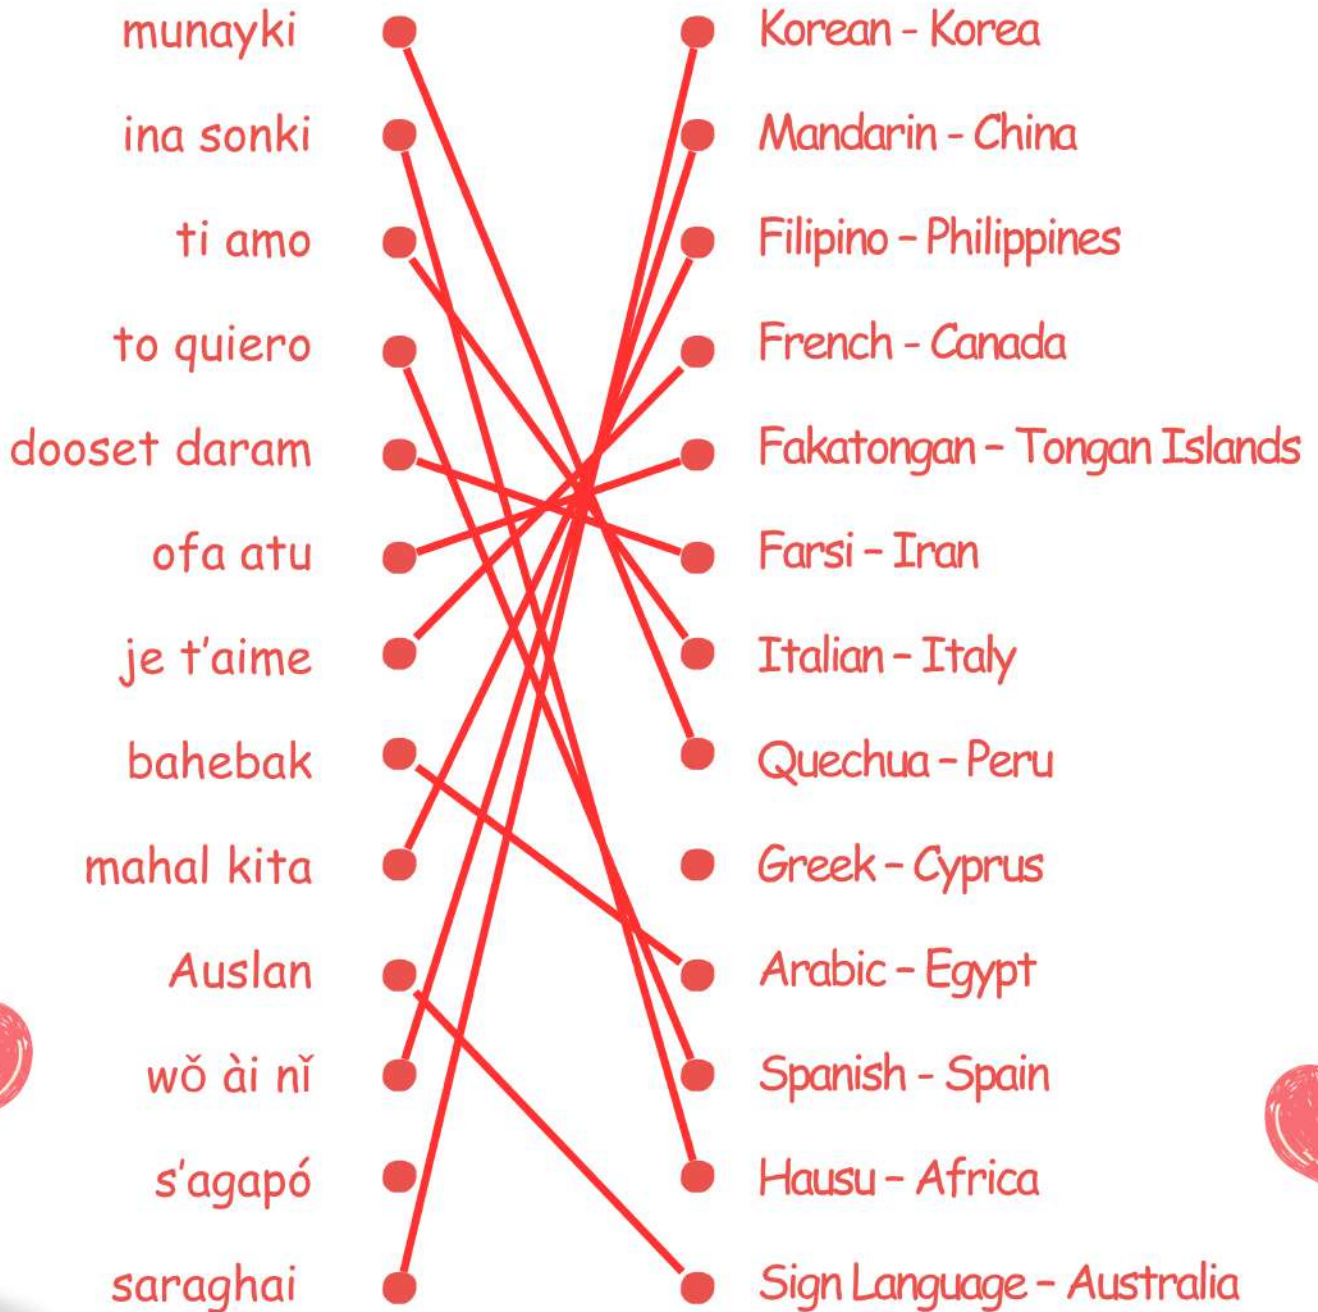 munayki Korean - Korea
ina sonki Mandarin - China
ti amo Filipino - Philippines
to quiero French - Canada
dooset daram Fakatongan - Tongan Islands
ofa atu Farsi - Iran
je t'aime Italian - Italy
bahebak Quechua - Peru
mahal kita Greek - Cyprus
Auslan Arabic - Egypt
wǒ ài nǐ Spanish - Spain
s'agapó Hausu - Africa
saraghai Sign Language - Australia